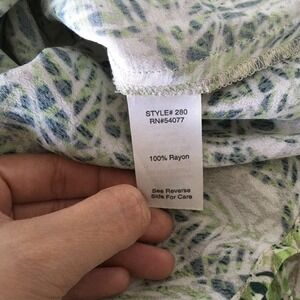 STYLE# 280
RN#54077
100% Rayon
See Reverse
Side For Care